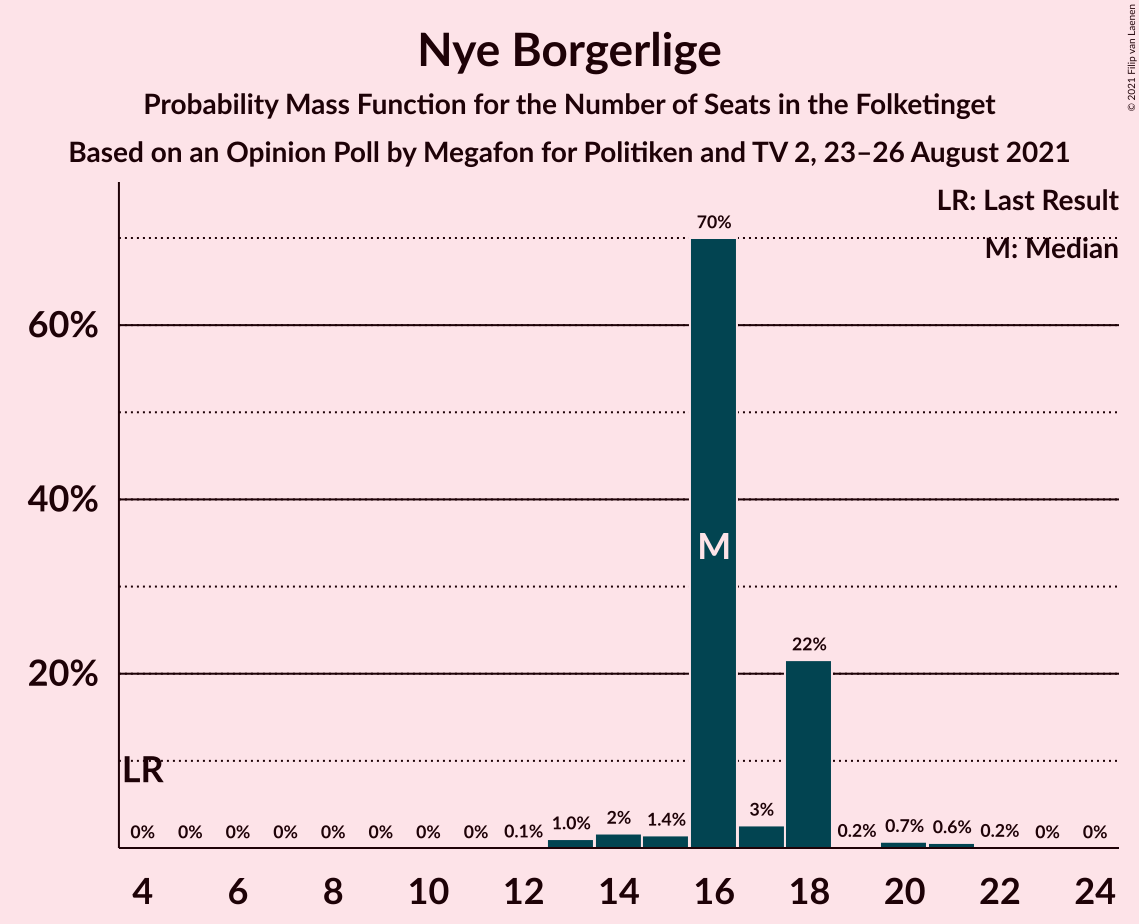 Nye Borgerlige
Probability Mass Function for the Number of Seats in the Folketinget
Based on an Opinion Poll by Megafon for Politiken and TV 2, 23–26 August 2021
© 2021 Filip van Laenen
LR: Last Result
M: Median
60%
40%
20%
LR
M
0% 0% 0% 0% 0% 0% 0% 0% 0.1% 1.0% 2% 1.4% 70% 3% 22% 0.2% 0.7% 0.6% 0.2% 0% 0%
4 6 8 10 12 14 16 18 20 22 24